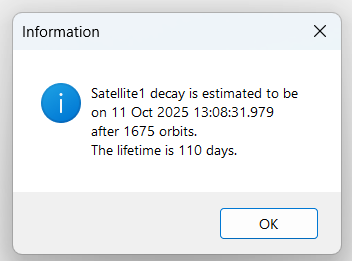 Information
Satellite1 decay is estimated to be
on 11 Oct 2025 13:08:31.979
after 1675 orbits.
The lifetime is 110 days.
OK